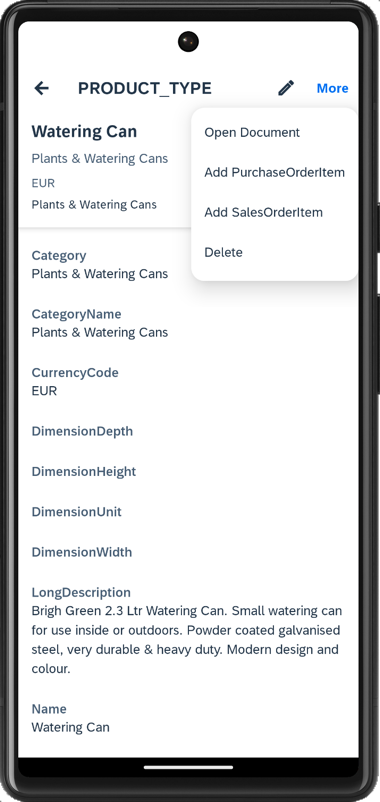 PRODUCT_TYPE
More
Watering Can
Plants & Watering Cans
EUR
Plants & Watering Cans
Open Document
Add PurchaseOrderItem
Add SalesOrderItem
Delete
Category
Plants & Watering Cans
CategoryName
Plants & Watering Cans
CurrencyCode
EUR
DimensionDepth
DimensionHeight
DimensionUnit
DimensionWidth
LongDescription
Brigh Green 2.3 Ltr Watering Can. Small watering can
for use inside or outdoors. Powder coated galvanised
steel, very durable & heavy duty. Modern design and
colour.
Name
Watering Can